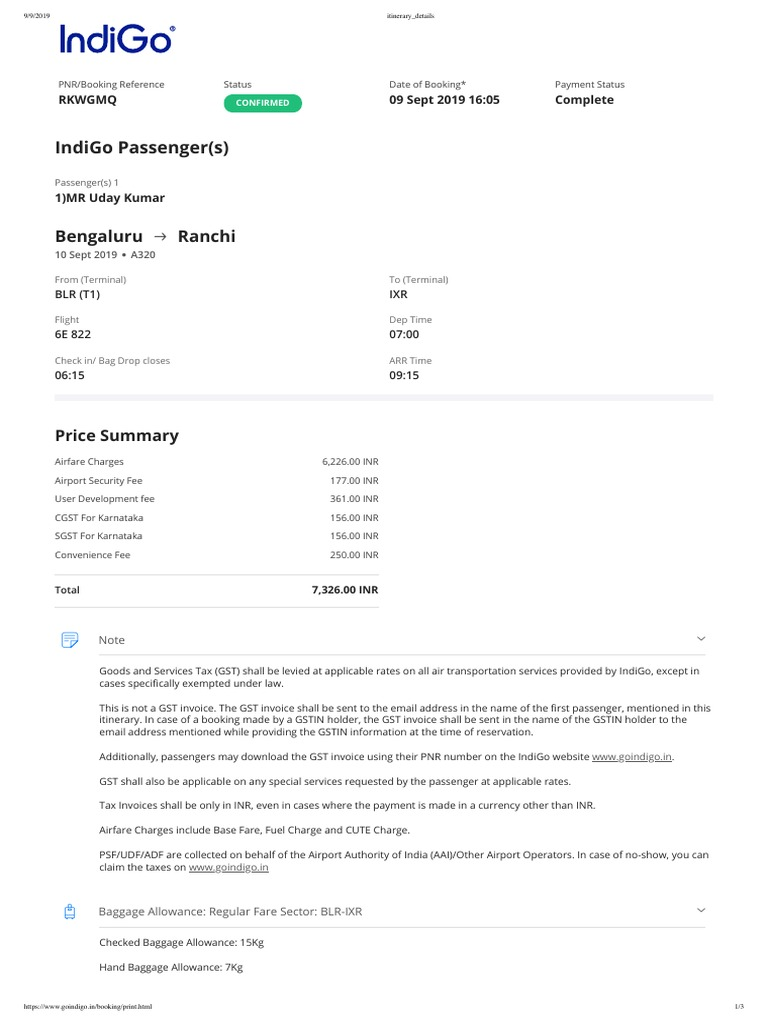 9/9/2019 itinerary_details
IndiGo®
PNR/Booking Reference Status Date of Booking* Payment Status
RKWGMQ CONFIRMED 09 Sept 2019 16:05 Complete
IndiGo Passenger(s)
Passenger(s) 1
1)MR Uday Kumar
Bengaluru → Ranchi
10 Sept 2019 • A320
From (Terminal) To (Terminal)
BLR (T1) IXR
Flight Dep Time
6E 822 07:00
Check in/ Bag Drop closes ARR Time
06:15 09:15
Price Summary
Airfare Charges 6,226.00 INR
Airport Security Fee 177.00 INR
User Development fee 361.00 INR
CGST For Karnataka 156.00 INR
SGST For Karnataka 156.00 INR
Convenience Fee 250.00 INR
Total 7,326.00 INR
Note
Goods and Services Tax (GST) shall be levied at applicable rates on all air transportation services provided by IndiGo, except in
cases specifically exempted under law.
This is not a GST invoice. The GST invoice shall be sent to the email address in the name of the first passenger, mentioned in this
itinerary. In case of a booking made by a GSTIN holder, the GST invoice shall be sent in the name of the GSTIN holder to the
email address mentioned while providing the GSTIN information at the time of reservation.
Additionally, passengers may download the GST invoice using their PNR number on the IndiGo website www.goindigo.in.
GST shall also be applicable on any special services requested by the passenger at applicable rates.
Tax Invoices shall be only in INR, even in cases where the payment is made in a currency other than INR.
Airfare Charges include Base Fare, Fuel Charge and CUTE Charge.
PSF/UDF/ADF are collected on behalf of the Airport Authority of India (AAI)/Other Airport Operators. In case of no-show, you can
claim the taxes on www.goindigo.in
Baggage Allowance: Regular Fare Sector: BLR-IXR
Checked Baggage Allowance: 15Kg
Hand Baggage Allowance: 7Kg
https://www.goindigo.in/booking/print.html 1/3